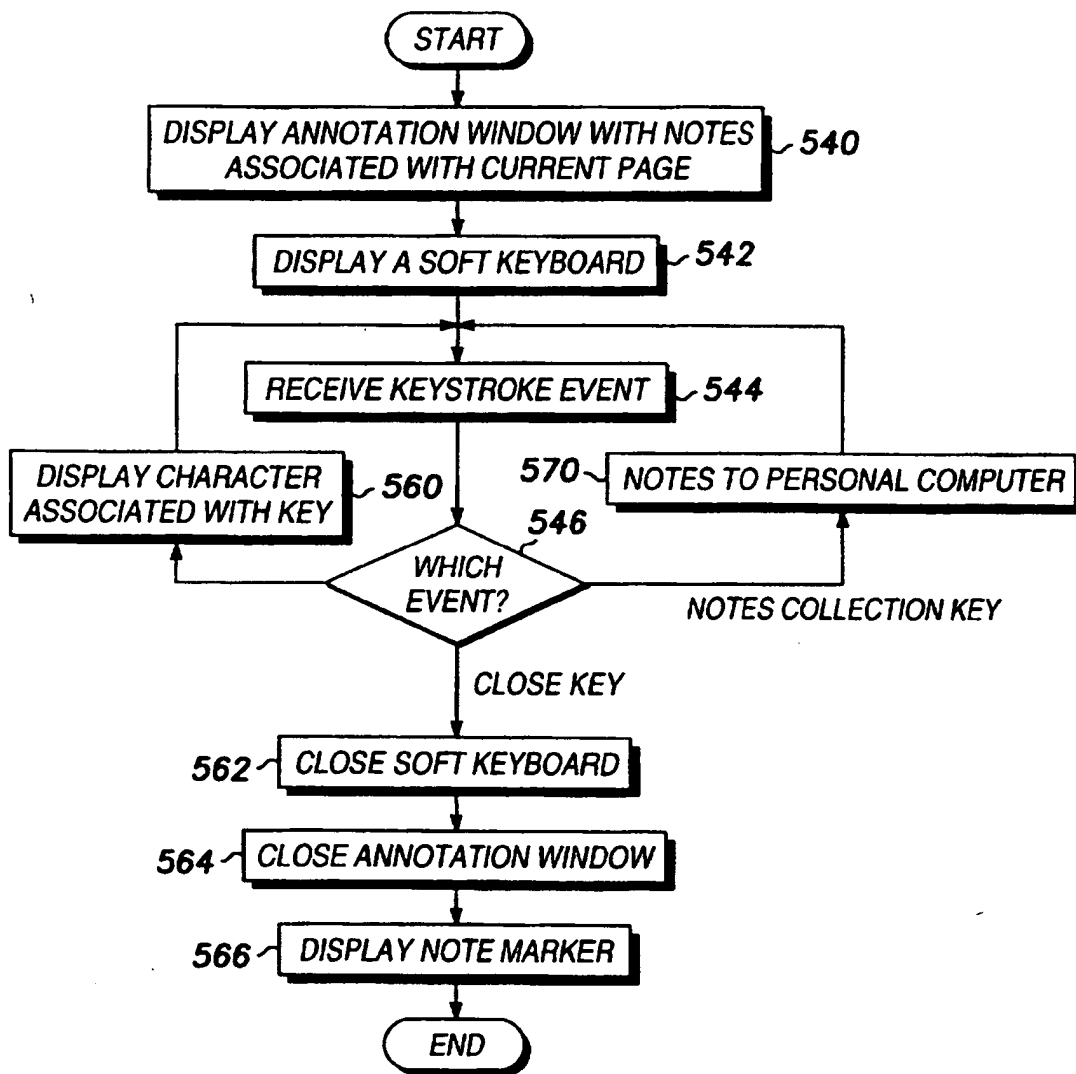 START
DISPLAY ANNOTATION WINDOW WITH NOTES
ASSOCIATED WITH CURRENT PAGE
540
DISPLAY A SOFT KEYBOARD
542
RECEIVE KEYSTROKE EVENT
544
DISPLAY CHARACTER
ASSOCIATED WITH KEY
560
570
NOTES TO PERSONAL COMPUTER
546
WHICH
EVENT?
NOTES COLLECTION KEY
CLOSE KEY
562
CLOSE SOFT KEYBOARD
564
CLOSE ANNOTATION WINDOW
566
DISPLAY NOTE MARKER
END